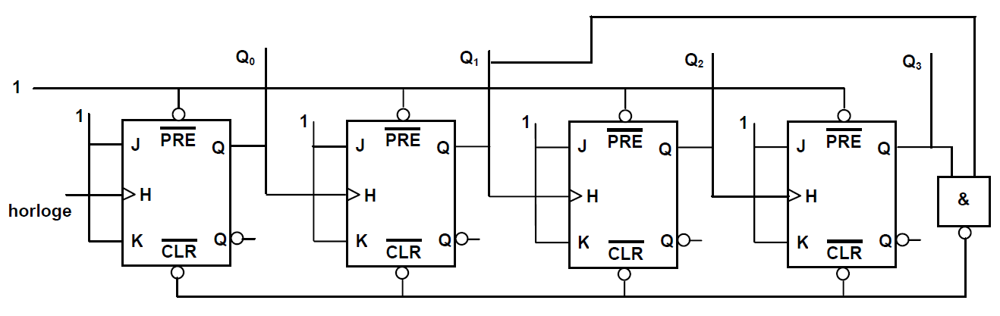 Q₀
Q₁
Q₂
Q₃
1
1
1
1
1
J
PRE
Q
H
K
CLR
Q
J
PRE
Q
H
K
CLR
Q
J
PRE
Q
H
K
CLR
Q
J
PRE
Q
H
K
CLR
Q
horloge
&